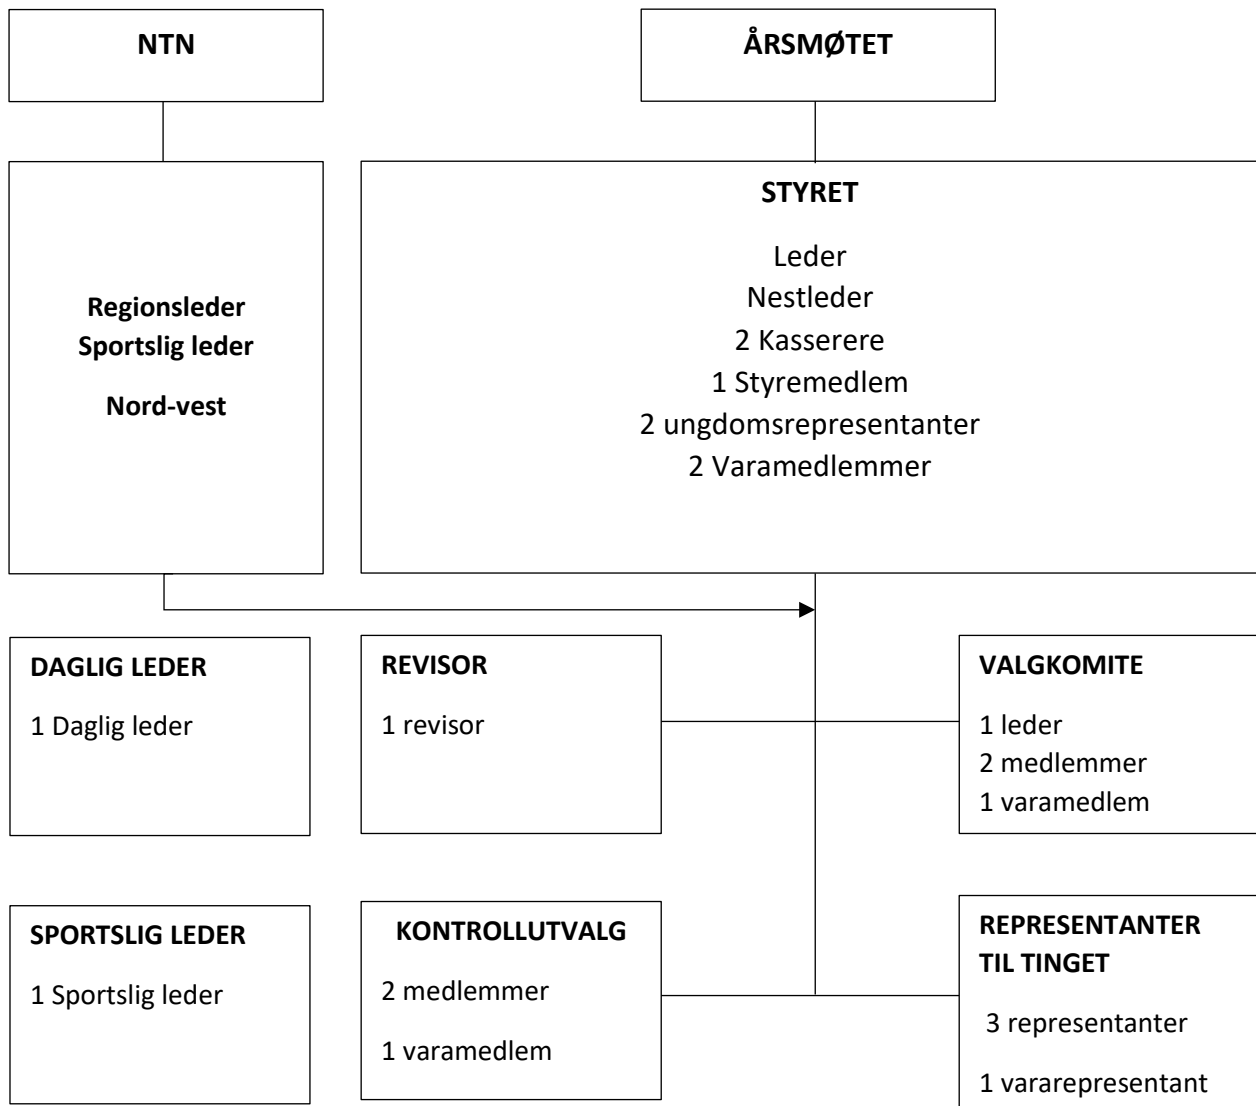 NTN
ÅRSMØTET
Regionsleder
Sportslig leder
Nord-vest
STYRET
Leder
Nestleder
2 Kasserere
1 Styremedlem
2 ungdomsrepresentanter
2 Varamedlemmer
DAGLIG LEDER
1 Daglig leder
REVISOR
1 revisor
VALGKOMITE
1 leder
2 medlemmer
1 varamedlem
SPORTSLIG LEDER
1 Sportslig leder
KONTROLLUTVALG
2 medlemmer
1 varamedlem
REPRESENTANTER
TIL TINGET
3 representanter
1 vararepresentant